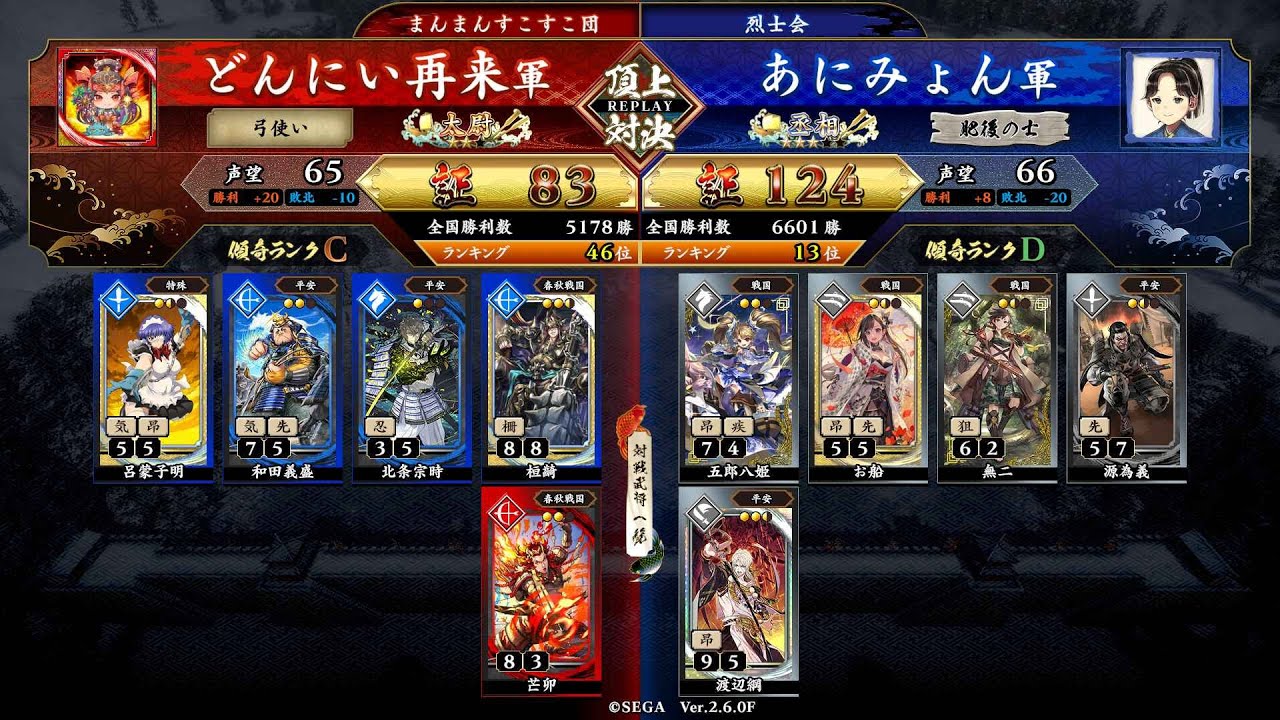 まんまんすこすこ団
烈士会
どんにい再来軍
頂上
REPLAY
対決
あにみょん軍
弓使い
太尉
丞相
肥後の士
声望 65
勝利 +20 敗北 -10
証 83
証 124
声望 66
勝利 +8 敗北 -20
全国勝利数 5178勝
全国勝利数 6601勝
傾奇ランクC
ランキング 46位
ランキング 13位
傾奇ランクD
特殊
平安
平安
春秋戦国
戦国
戦国
戦国
平安
気 昂
気 先
忍
柵
昂 疾
昂 先
狙
先
5 5
7 5
3 5
8 8
7 4
5 5
6 2
5 7
呂蒙子明
和田義盛
北条宗時
桓齮
五郎八姫
お船
無二
源為義
対戦武将一覧
春秋戦国
平安
昂
8 3
9 5
芒卯
渡辺綱
©SEGA Ver.2.6.0F